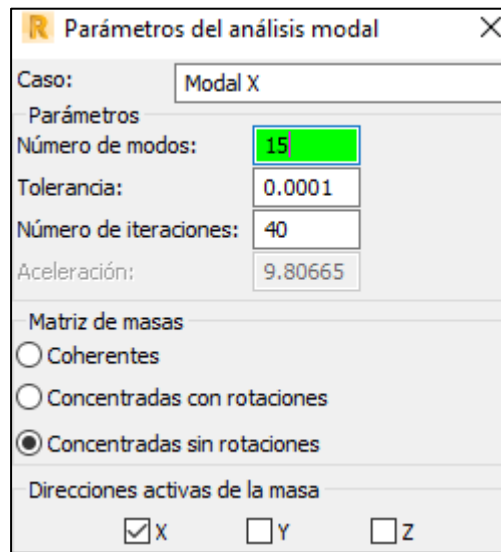 R Parámetros del análisis modal
Caso: Modal X
Parámetros
Número de modos: 15
Tolerancia: 0.0001
Número de iteraciones: 40
Aceleración: 9.80665
Matriz de masas
Coherentes
Concentradas con rotaciones
Concentradas sin rotaciones
Direcciones activas de la masa
X Y Z